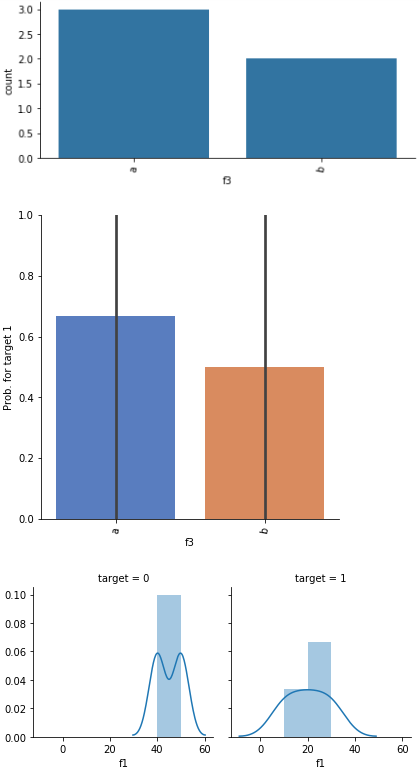 3.0
2.5
2.0
1.5
1.0
0.5
0.0
count
a b
f3
1.0
0.8
0.6
0.4
0.2
0.0
Prob. for target 1
a b
f3
target = 0 target = 1
0.10
0.08
0.06
0.04
0.02
0.00
0 20 40 60 0 20 40 60
f1 f1